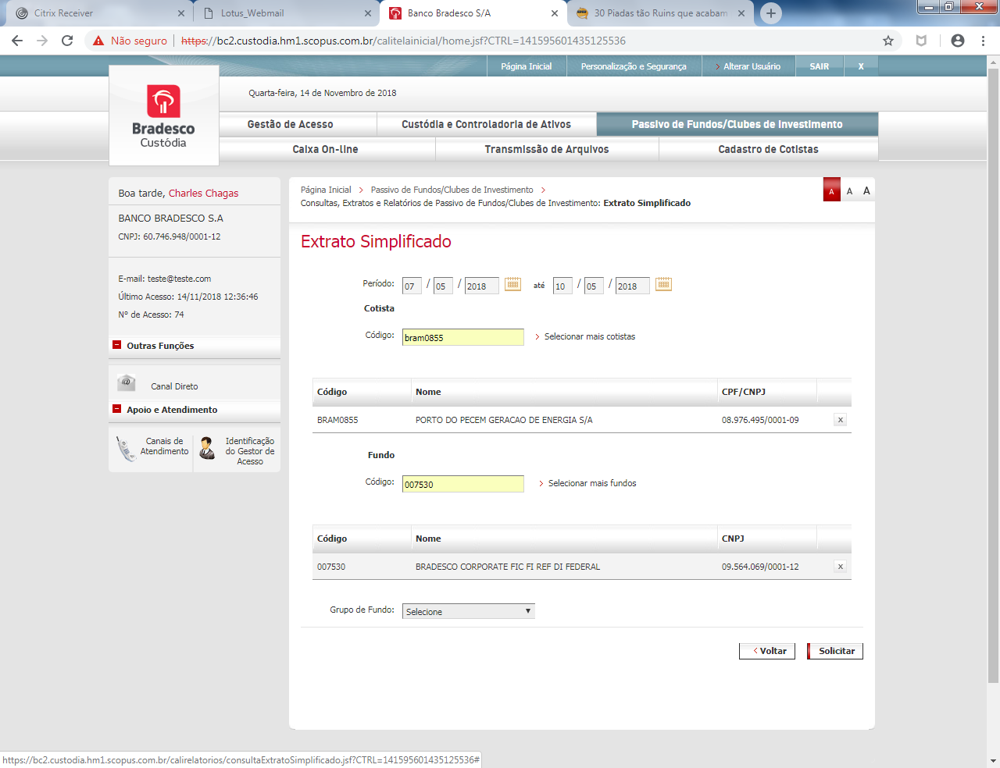 Citrix Receiver
Lotus_Webmail
Banco Bradesco S/A
30 Piadas tão Ruins que acabam
Não seguro
https://bc2.custodia.hm1.scopus.com.br/calitelainicial/home.jsf?CTRL=141595601435125536
Página Inicial
Personalização e Segurança
> Alterar Usuário
SAIR
X
Bradesco
Custódia
Quarta-feira, 14 de Novembro de 2018
Gestão de Acesso
Custódia e Controladoria de Ativos
Passivo de Fundos/Clubes de Investimento
Caixa On-line
Transmissão de Arquivos
Cadastro de Cotistas
Boa tarde, Charles Chagas
BANCO BRADESCO S.A
CNPJ: 60.746.948/0001-12
E-mail: teste@teste.com
Último Acesso: 14/11/2018 12:36:46
Nº de Acesso: 74
Outras Funções
Canal Direto
Apoio e Atendimento
Canais de
Atendimento
Identificação
do Gestor de
Acesso
Página Inicial > Passivo de Fundos/Clubes de Investimento >
Consultas, Extratos e Relatórios de Passivo de Fundos/Clubes de Investimento: Extrato Simplificado
A A A
Extrato Simplificado
Período: 07 / 05 / 2018 até 10 / 05 / 2018
Cotista
Código: bram0855 > Selecionar mais cotistas
Código Nome CPF/CNPJ
BRAM0855 PORTO DO PECEM GERACAO DE ENERGIA S/A 08.976.495/0001-09 x
Fundo
Código: 007530 > Selecionar mais fundos
Código Nome CNPJ
007530 BRADESCO CORPORATE FIC FI REF DI FEDERAL 09.564.069/0001-12 x
Grupo de Fundo: Selecione
< Voltar
Solicitar
https://bc2.custodia.hm1.scopus.com.br/calirelatorios/consultaExtratoSimplificado.jsf?CTRL=141595601435125536#